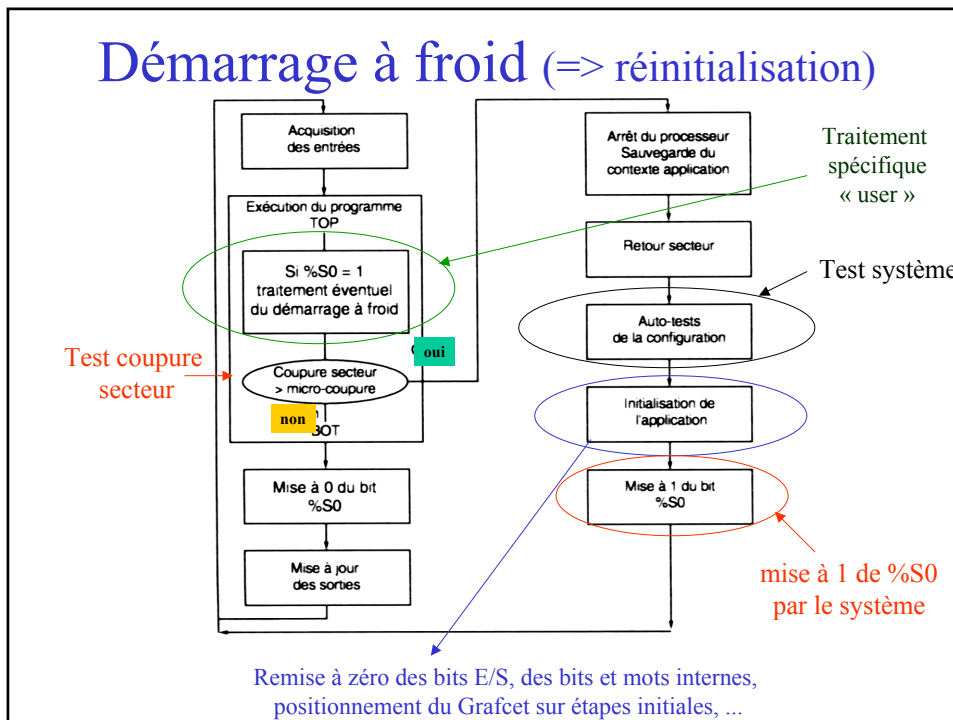 Démarrage à froid (=> réinitialisation)
Acquisition
des entrées
Exécution du programme
TOP
Si %S0 = 1
traitement éventuel
du démarrage à froid
Coupure secteur
> micro-coupure
oui
non
BOT
Mise à 0 du bit
%S0
Mise à jour
des sorties
Test coupure
secteur
Arrêt du processeur
Sauvegarde du
contexte application
Retour secteur
Auto-tests
de la configuration
Initialisation de
l'application
Mise à 1 du bit
%S0
Traitement
spécifique
« user »
Test système
mise à 1 de %S0
par le système
Remise à zéro des bits E/S, des bits et mots internes,
positionnement du Grafcet sur étapes initiales, ...